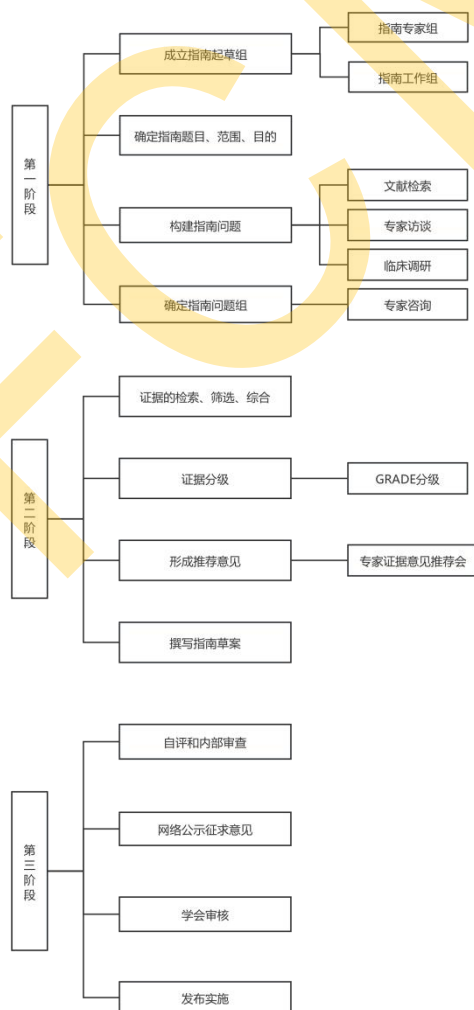 第一阶段
成立指南起草组
指南专家组
指南工作组
确定指南题目、范围、目的
构建指南问题
文献检索
专家访谈
临床调研
确定指南问题组
专家咨询
第二阶段
证据的检索、筛选、综合
证据分级
GRADE分级
形成推荐意见
专家证据意见推荐会
撰写指南草案
第三阶段
自评和内部审查
网络公示征求意见
学会审核
发布实施